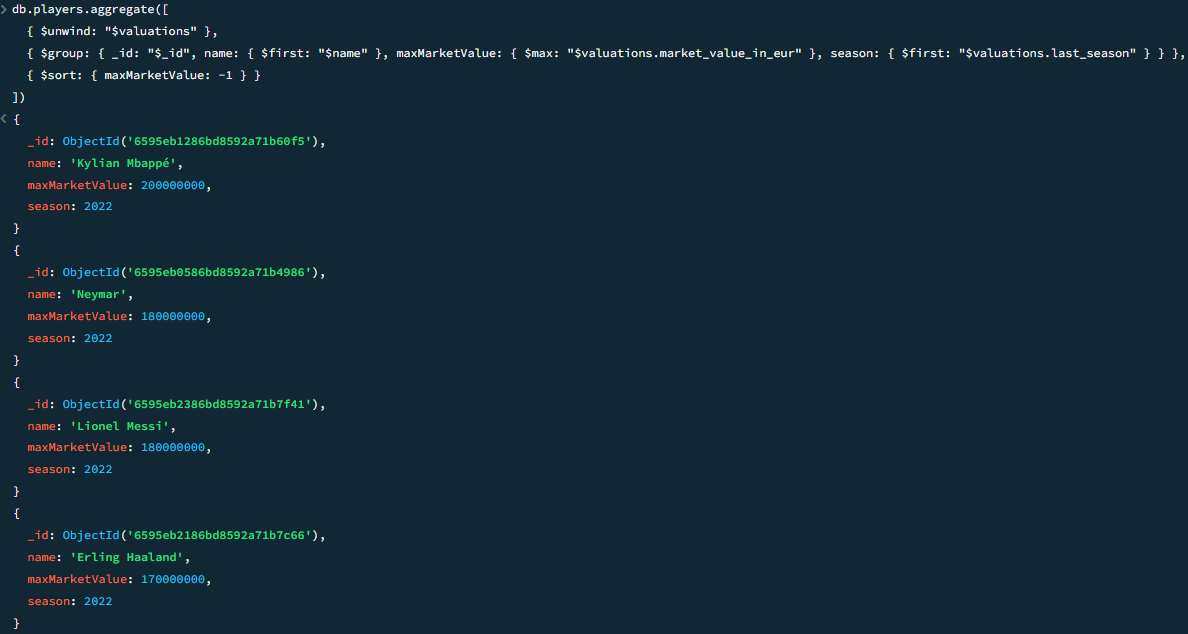 > db.players.aggregate([
{ $unwind: "$valuations" },
{ $group: { _id: "$_id", name: { $first: "$name" }, maxMarketValue: { $max: "$valuations.market_value_in_eur" }, season: { $first: "$valuations.last_season" } } },
{ $sort: { maxMarketValue: -1 } }
])
< {
_id: ObjectId('6595eb1286bd8592a71b60f5'),
name: 'Kylian Mbappé',
maxMarketValue: 200000000,
season: 2022
}
{
_id: ObjectId('6595eb0586bd8592a71b4986'),
name: 'Neymar',
maxMarketValue: 180000000,
season: 2022
}
{
_id: ObjectId('6595eb2386bd8592a71b7f41'),
name: 'Lionel Messi',
maxMarketValue: 180000000,
season: 2022
}
{
_id: ObjectId('6595eb2186bd8592a71b7c66'),
name: 'Erling Haaland',
maxMarketValue: 170000000,
season: 2022
}